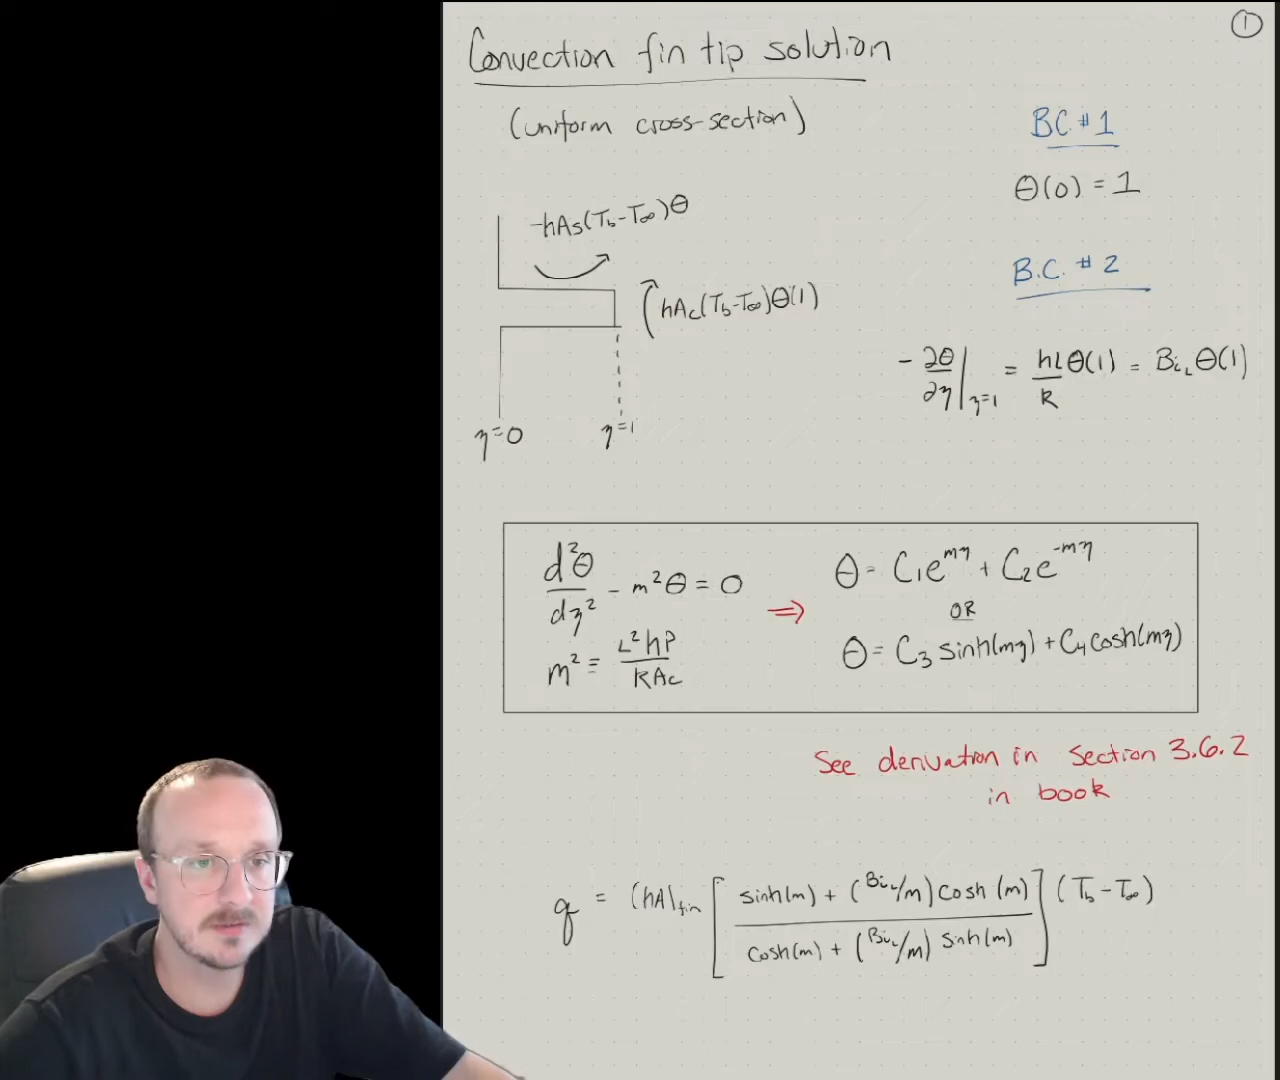 ①
Convection fin tip solution
(uniform cross-section)
BC #1
Θ(0) = 1
-hAs(Tb-T∞)Θ
B.C. #2
hAc(Tb-T∞)Θ(1)
- ∂θ/∂η |η=1 = hL/k Θ(1) = BiL Θ(1)
η=0
η=1
d²Θ/dη² - m²Θ = 0 ⇒ Θ = C1e^mη + C2e^-mη
OR
m² = L²hP/kAc
Θ = C3 sinh(mη) + C4 cosh(mη)
See derivation in Section 3.6.2
in book
q = (hA)fin [ sinh(m) + (BiL/m) cosh(m) / cosh(m) + (BiL/m) sinh(m) ] (Tb - T∞)